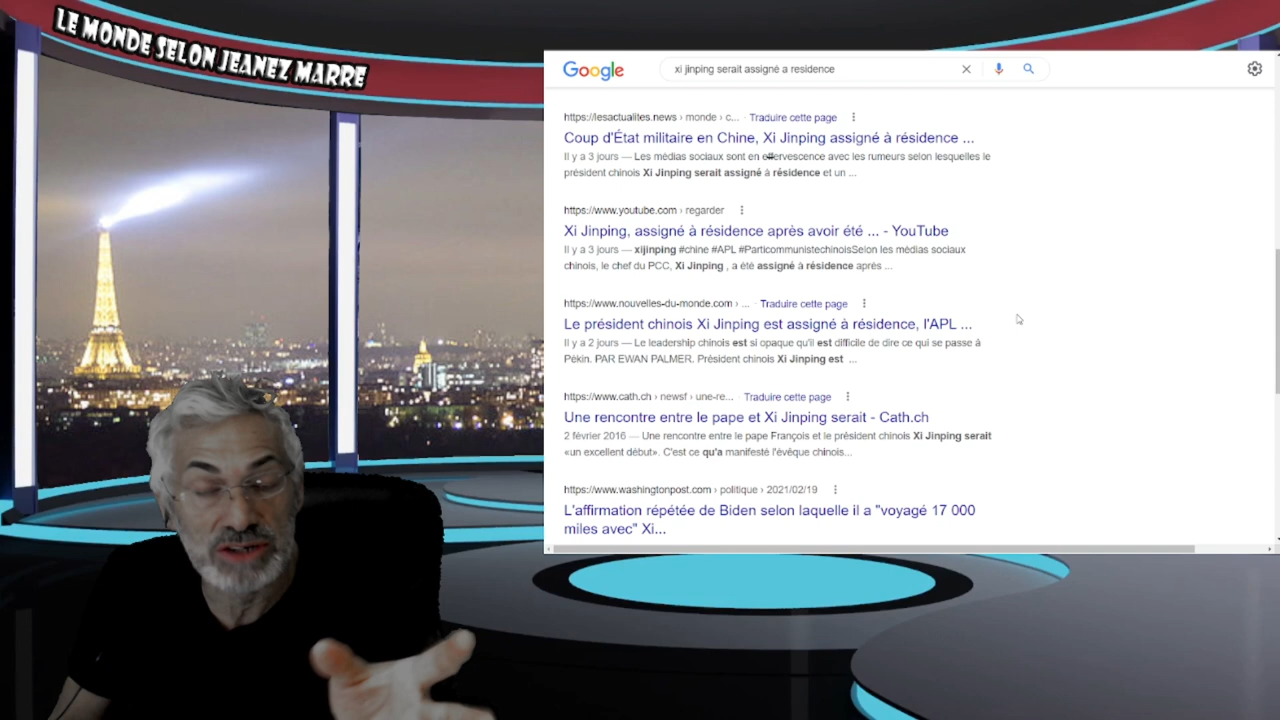 LE MONDE SELON JEANEZ MARRE
Google
xi jinping serait assigné a residence
https://lesactualites.news › monde › c... · Traduire cette page
Coup d'État militaire en Chine, Xi Jinping assigné à résidence ...
Il y a 3 jours — Les médias sociaux sont en effervescence avec les rumeurs selon lesquelles le
président chinois Xi Jinping serait assigné à résidence et un ...
https://www.youtube.com › regarder
Xi Jinping, assigné à résidence après avoir été ... - YouTube
Il y a 3 jours — xijinping #chine #APL #Partic­ommunistechinoisSelon les médias sociaux
chinois, le chef du PCC, Xi Jinping , a été assigné à résidence après ...
https://www.nouvelles-du-monde.com › ... · Traduire cette page
Le président chinois Xi Jinping est assigné à résidence, l'APL ...
Il y a 2 jours — Le leadership chinois est si opaque qu'il est difficile de dire ce qui se passe à
Pékin. PAR EWAN PALMER. Président chinois Xi Jinping est ...
https://www.cath.ch › newsf › une-re... · Traduire cette page
Une rencontre entre le pape et Xi Jinping serait - Cath.ch
2 février 2016 — Une rencontre entre le pape François et le président chinois Xi Jinping serait
«un excellent début». C'est ce qu'a manifesté l'évêque chinois...
https://www.washingtonpost.com › politique › 2021/02/19
L'affirmation répétée de Biden selon laquelle il a "voyagé 17 000
miles avec" Xi...